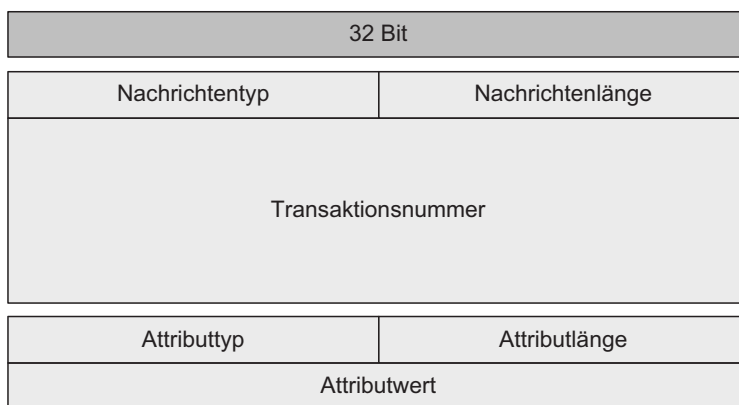 32 Bit
Nachrichtentyp Nachrichtenlänge
Transaktionsnummer
Attributtyp Attributlänge
Attributwert